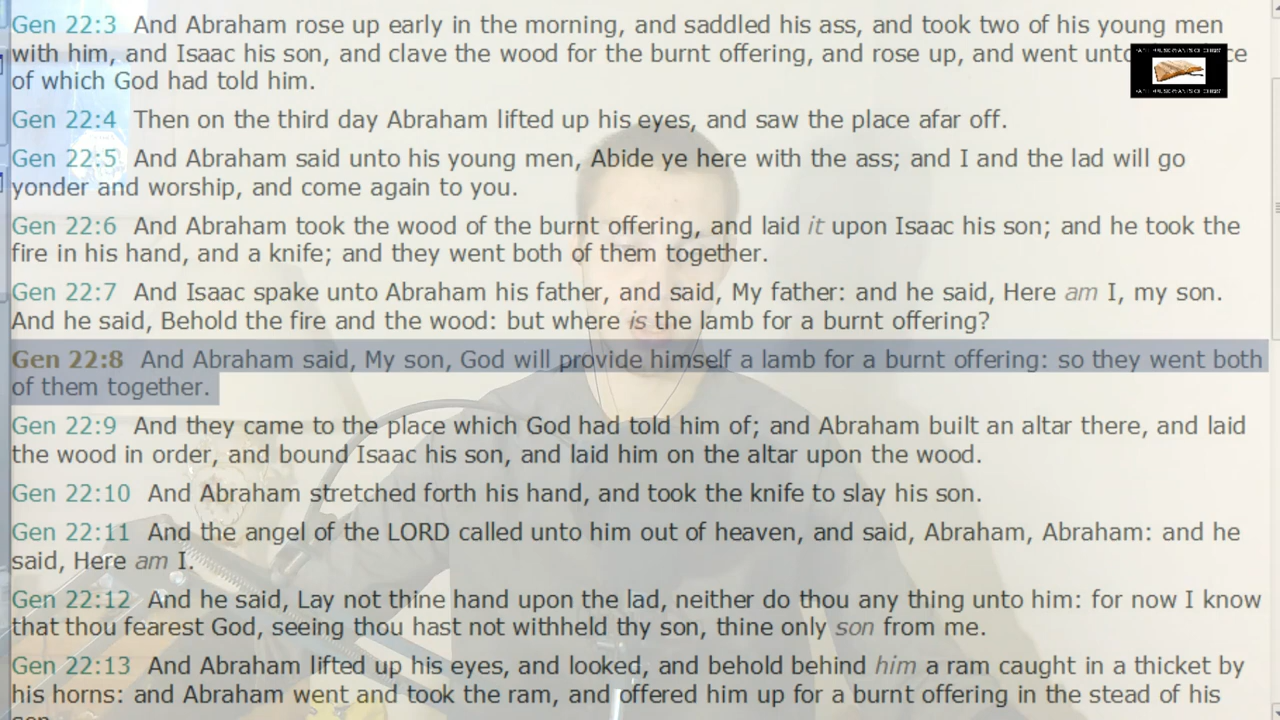 Gen 22:3 And Abraham rose up early in the morning, and saddled his ass, and took two of his young men
with him, and Isaac his son, and clave the wood for the burnt offering, and rose up, and went
of which God had told him.
Gen 22:4 Then on the third day Abraham lifted up his eyes, and saw the place afar off.
Gen 22:5 And Abraham said unto his young men, Abide ye here with the ass; and I and the lad will go
yonder and worship, and come again to you.
Gen 22:6 And Abraham took the wood of the burnt offering, and laid it upon Isaac his son; and he took the
fire in his hand, and a knife; and they went both of them together.
Gen 22:7 And Isaac spake unto Abraham his father, and said, My father: and he said, Here am I, my son.
And he said, Behold the fire and the wood: but where is the lamb for a burnt offering?
Gen 22:8 And Abraham said, My son, God will provide himself a lamb for a burnt offering: so they went both
of them together.
Gen 22:9 And they came to the place which God had told him of; and Abraham built an altar there, and laid
the wood in order, and bound Isaac his son, and laid him on the altar upon the wood.
Gen 22:10 And Abraham stretched forth his hand, and took the knife to slay his son.
Gen 22:11 And the angel of the LORD called unto him out of heaven, and said, Abraham, Abraham: and he
said, Here am I.
Gen 22:12 And he said, Lay not thine hand upon the lad, neither do thou any thing unto him: for now I know
that thou fearest God, seeing thou hast not withheld thy son, thine only son from me.
Gen 22:13 And Abraham lifted up his eyes, and looked, and behold behind him a ram caught in a thicket by
his horns: and Abraham went and took the ram, and offered him up for a burnt offering in the stead of his